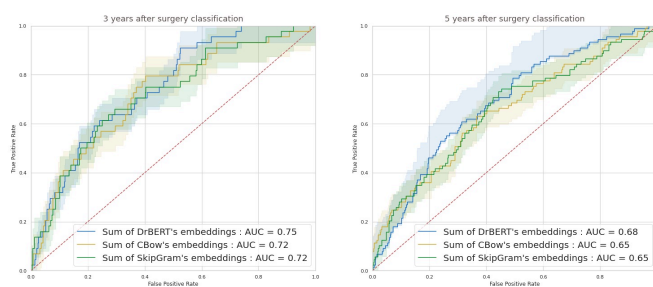 3 years after surgery classification
1.0
0.8
0.6
0.4
0.2
0.0
True Positive Rate
Sum of DrBERT's embeddings : AUC = 0.75
Sum of CBow's embeddings : AUC = 0.72
Sum of SkipGram's embeddings : AUC = 0.72
0.0 0.2 0.4 0.6 0.8 1.0
False Positive Rate
5 years after surgery classification
1.0
0.8
0.6
0.4
0.2
0.0
True Positive Rate
Sum of DrBERT's embeddings : AUC = 0.68
Sum of CBow's embeddings : AUC = 0.65
Sum of SkipGram's embeddings : AUC = 0.65
0.0 0.2 0.4 0.6 0.8
False Positive Rate